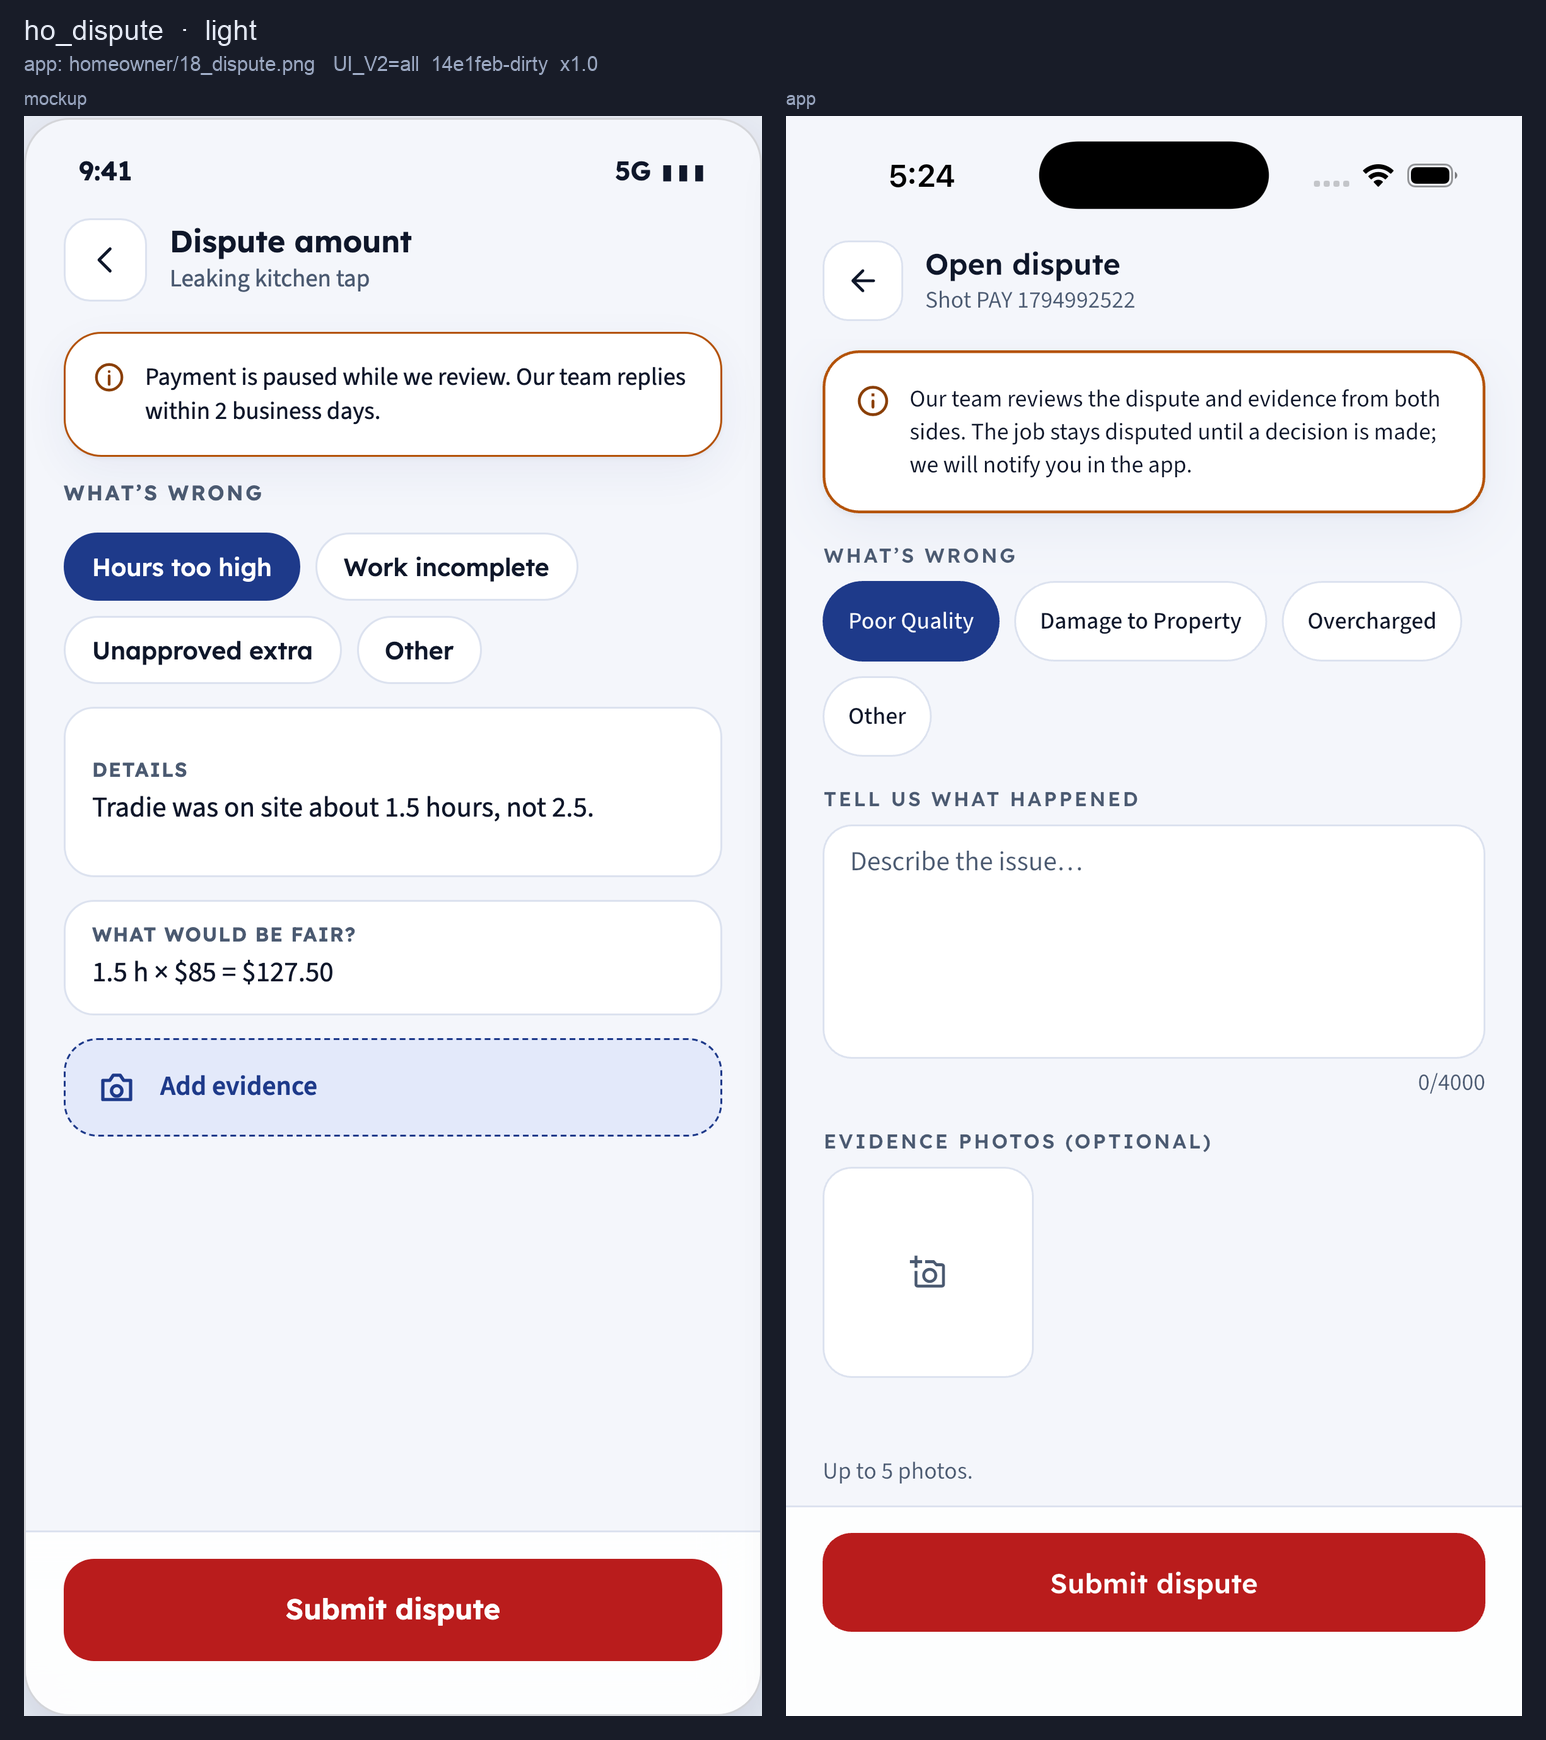 ho_dispute · light
app: homeowner/18_dispute.png UI_V2=all 14e1feb-dirty x1.0
mockup
9:41
5G
Dispute amount
Leaking kitchen tap
Payment is paused while we review. Our team replies
within 2 business days.
WHAT’S WRONG
Hours too high
Work incomplete
Unapproved extra
Other
DETAILS
Tradie was on site about 1.5 hours, not 2.5.
WHAT WOULD BE FAIR?
1.5 h × $85 = $127.50
Add evidence
Submit dispute
app
5:24
Open dispute
Shot PAY 1794992522
Our team reviews the dispute and evidence from both
sides. The job stays disputed until a decision is made;
we will notify you in the app.
WHAT’S WRONG
Poor Quality
Damage to Property
Overcharged
Other
TELL US WHAT HAPPENED
Describe the issue…
0/4000
EVIDENCE PHOTOS (OPTIONAL)
Up to 5 photos.
Submit dispute